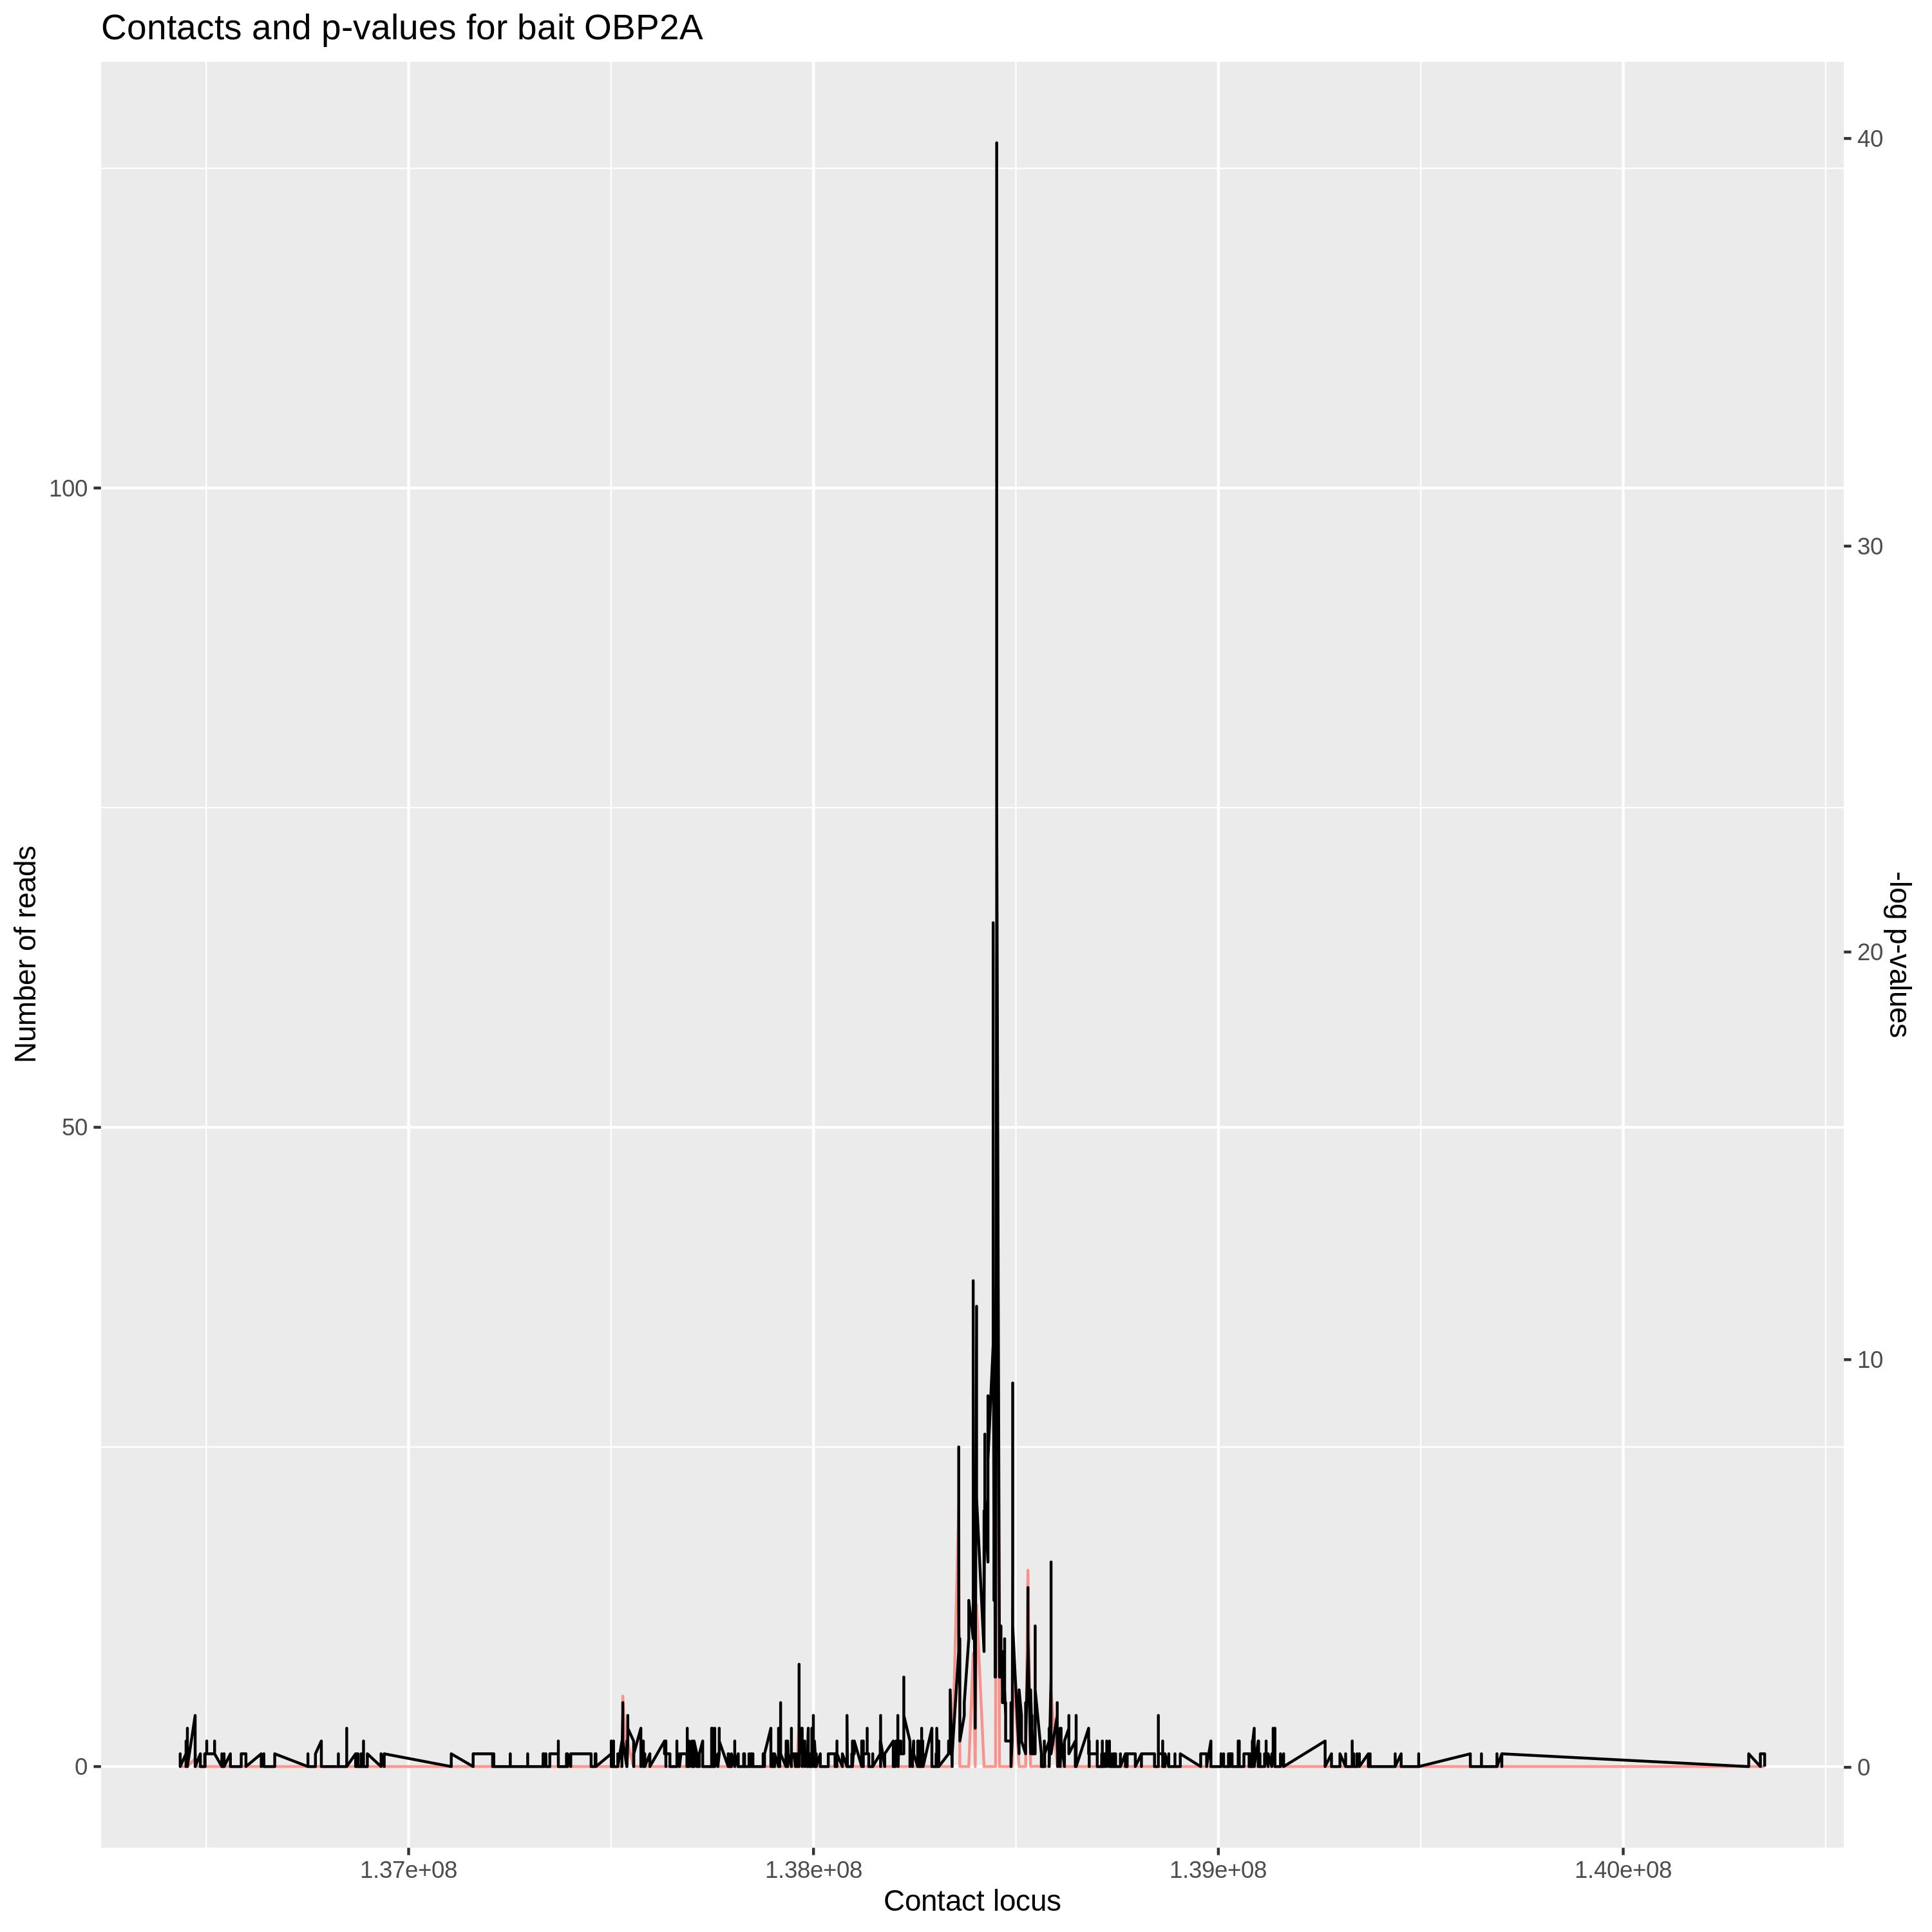 Contacts and p-values for bait OBP2A
Number of reads
100
50
0
40
30
20
10
0
-log p-values
1.37e+08
1.38e+08
1.39e+08
1.40e+08
Contact locus